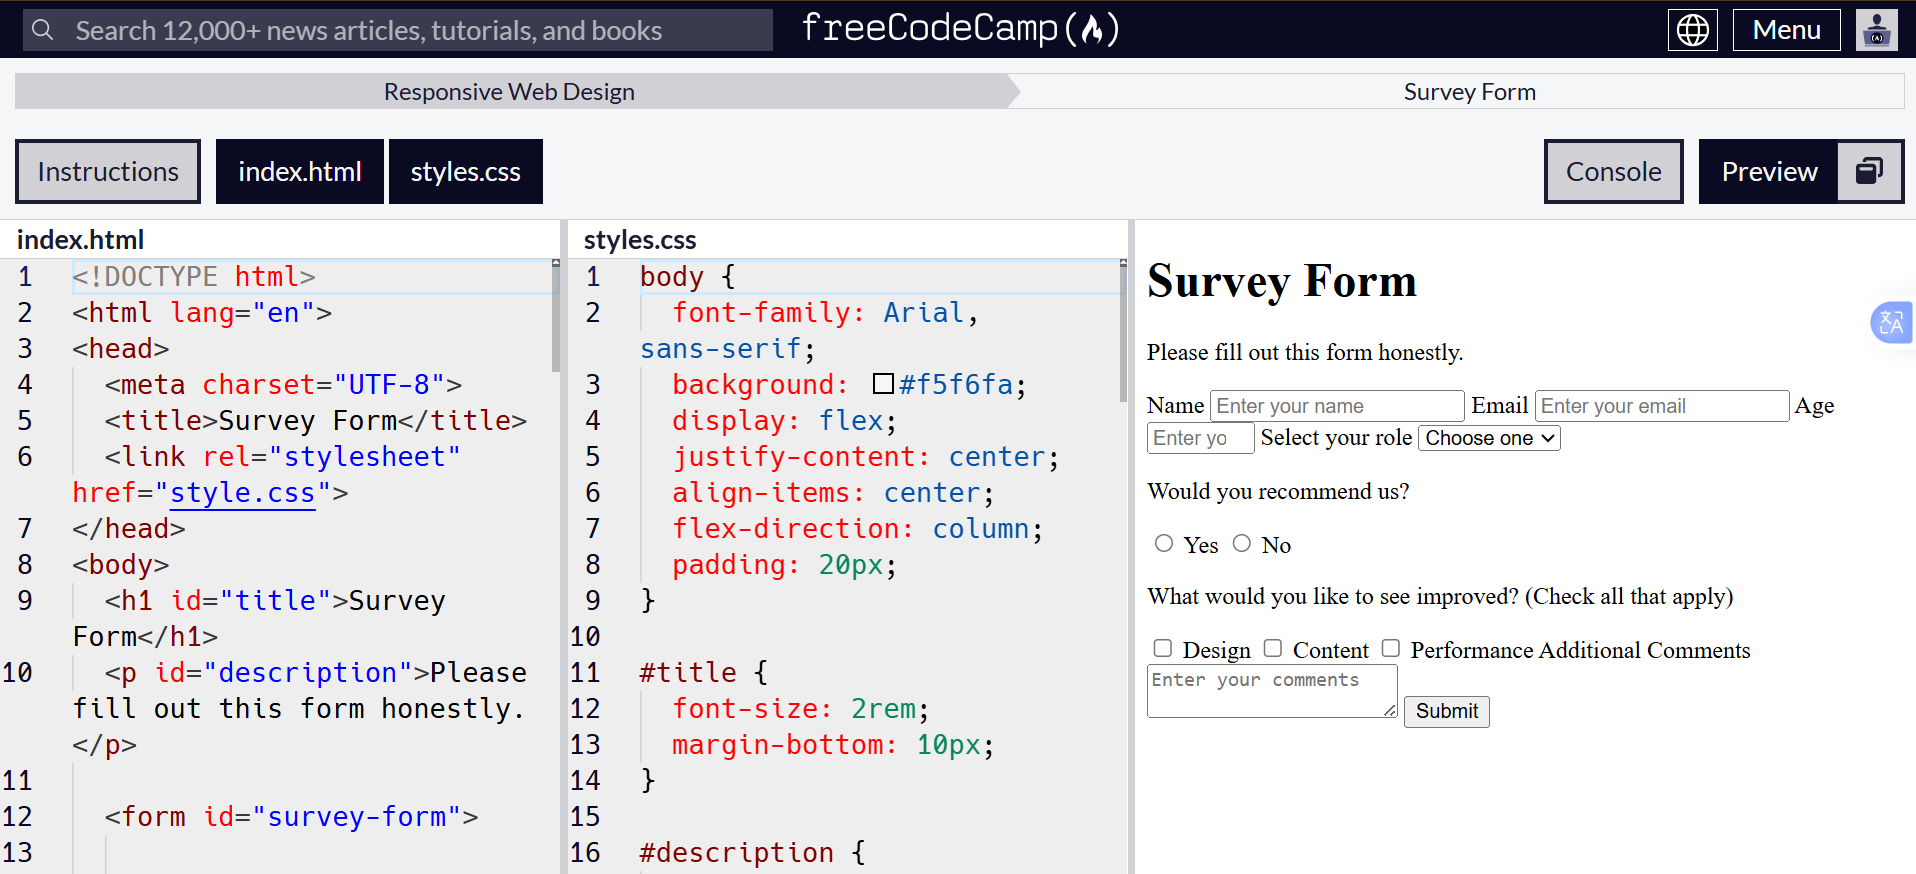 Search 12,000+ news articles, tutorials, and books
freeCodeCamp
Menu
Responsive Web Design
Survey Form
Instructions
index.html
styles.css
Console
Preview
index.html
1 <!DOCTYPE html>
2 <html lang="en">
3 <head>
4 <meta charset="UTF-8">
5 <title>Survey Form</title>
6 <link rel="stylesheet"
href="style.css">
7 </head>
8 <body>
9 <h1 id="title">Survey
Form</h1>
10 <p id="description">Please
fill out this form honestly.
</p>
11
12 <form id="survey-form">
13
styles.css
1 body {
2 font-family: Arial,
sans-serif;
3 background: #f5f6fa;
4 display: flex;
5 justify-content: center;
6 align-items: center;
7 flex-direction: column;
8 padding: 20px;
9 }
10
11 #title {
12 font-size: 2rem;
13 margin-bottom: 10px;
14 }
15
16 #description {
Survey Form
Please fill out this form honestly.
Name Enter your name Email Enter your email Age
Enter yo Select your role Choose one
Would you recommend us?
Yes No
What would you like to see improved? (Check all that apply)
Design Content Performance Additional Comments
Enter your comments
Submit
文A